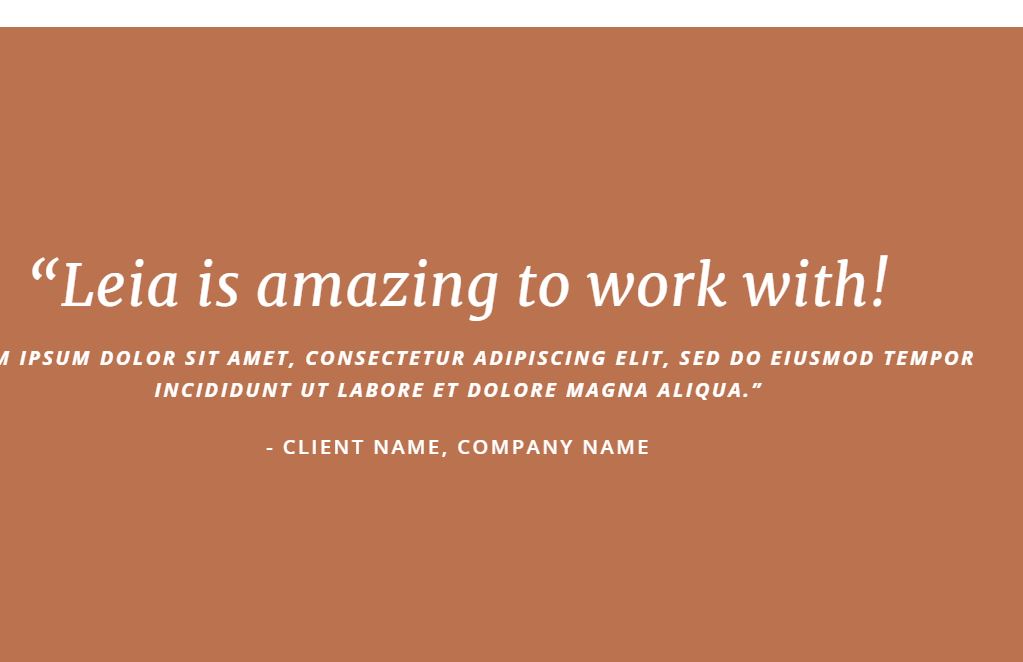 “Leia is amazing to work with!
IPSUM DOLOR SIT AMET, CONSECTETUR ADIPISCING ELIT, SED DO EIUSMOD TEMPOR
INCIDIDUNT UT LABORE ET DOLORE MAGNA ALIQUA.”
- CLIENT NAME, COMPANY NAME